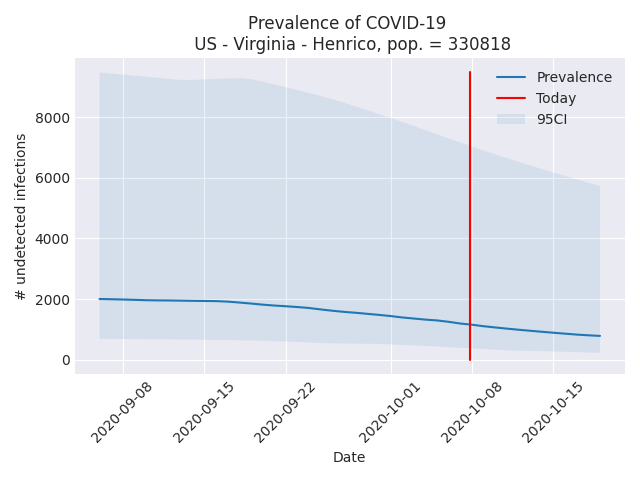 Prevalence of COVID-19
US - Virginia - Henrico, pop. = 330818
Prevalence
Today
95CI
# undetected infections
8000
6000
4000
2000
0
2020-09-08
2020-09-15
2020-09-22
2020-10-01
2020-10-08
2020-10-15
Date